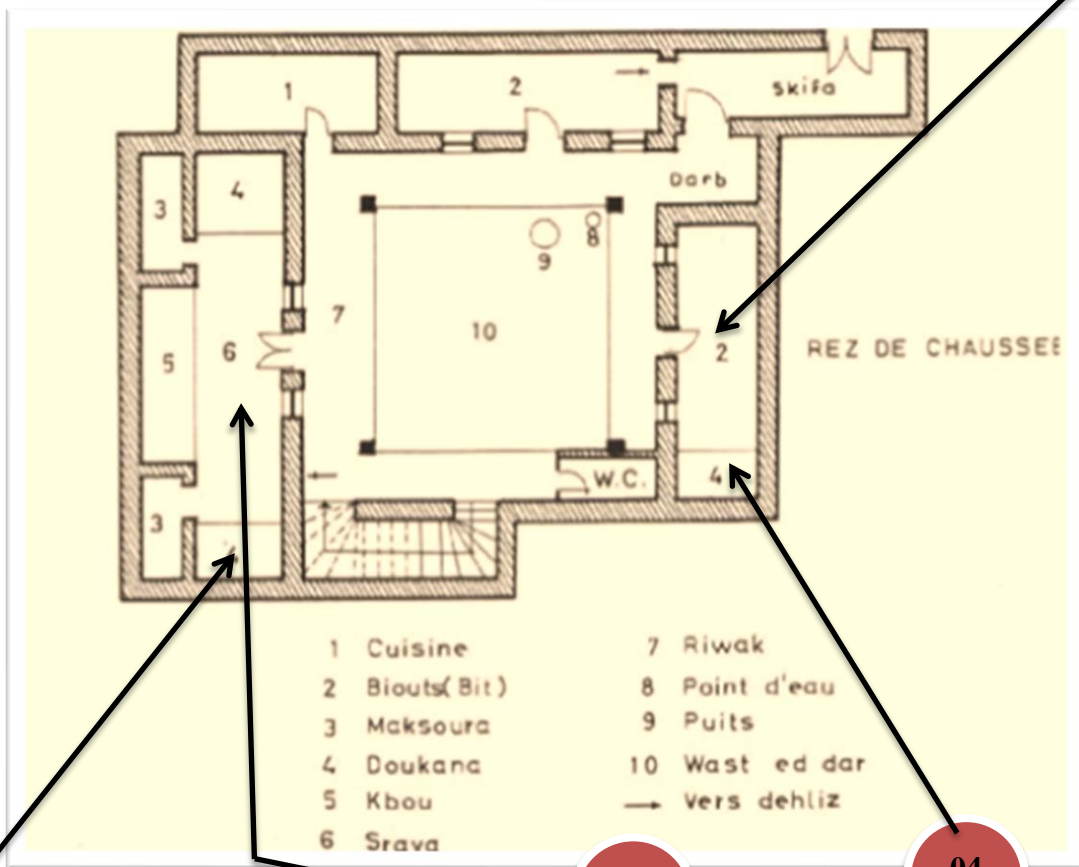 1
2
Skifa
Darb
3
4
8
9
7
10
5
6
2
REZ DE CHAUSSEE
W.C.
4
3
1 Cuisine
2 Biouts(Bit)
3 Maksoura
4 Doukana
5 Kbou
6 Sraya
7 Riwak
8 Point d'eau
9 Puits
10 Wast ed dar
→ Vers dehliz
04